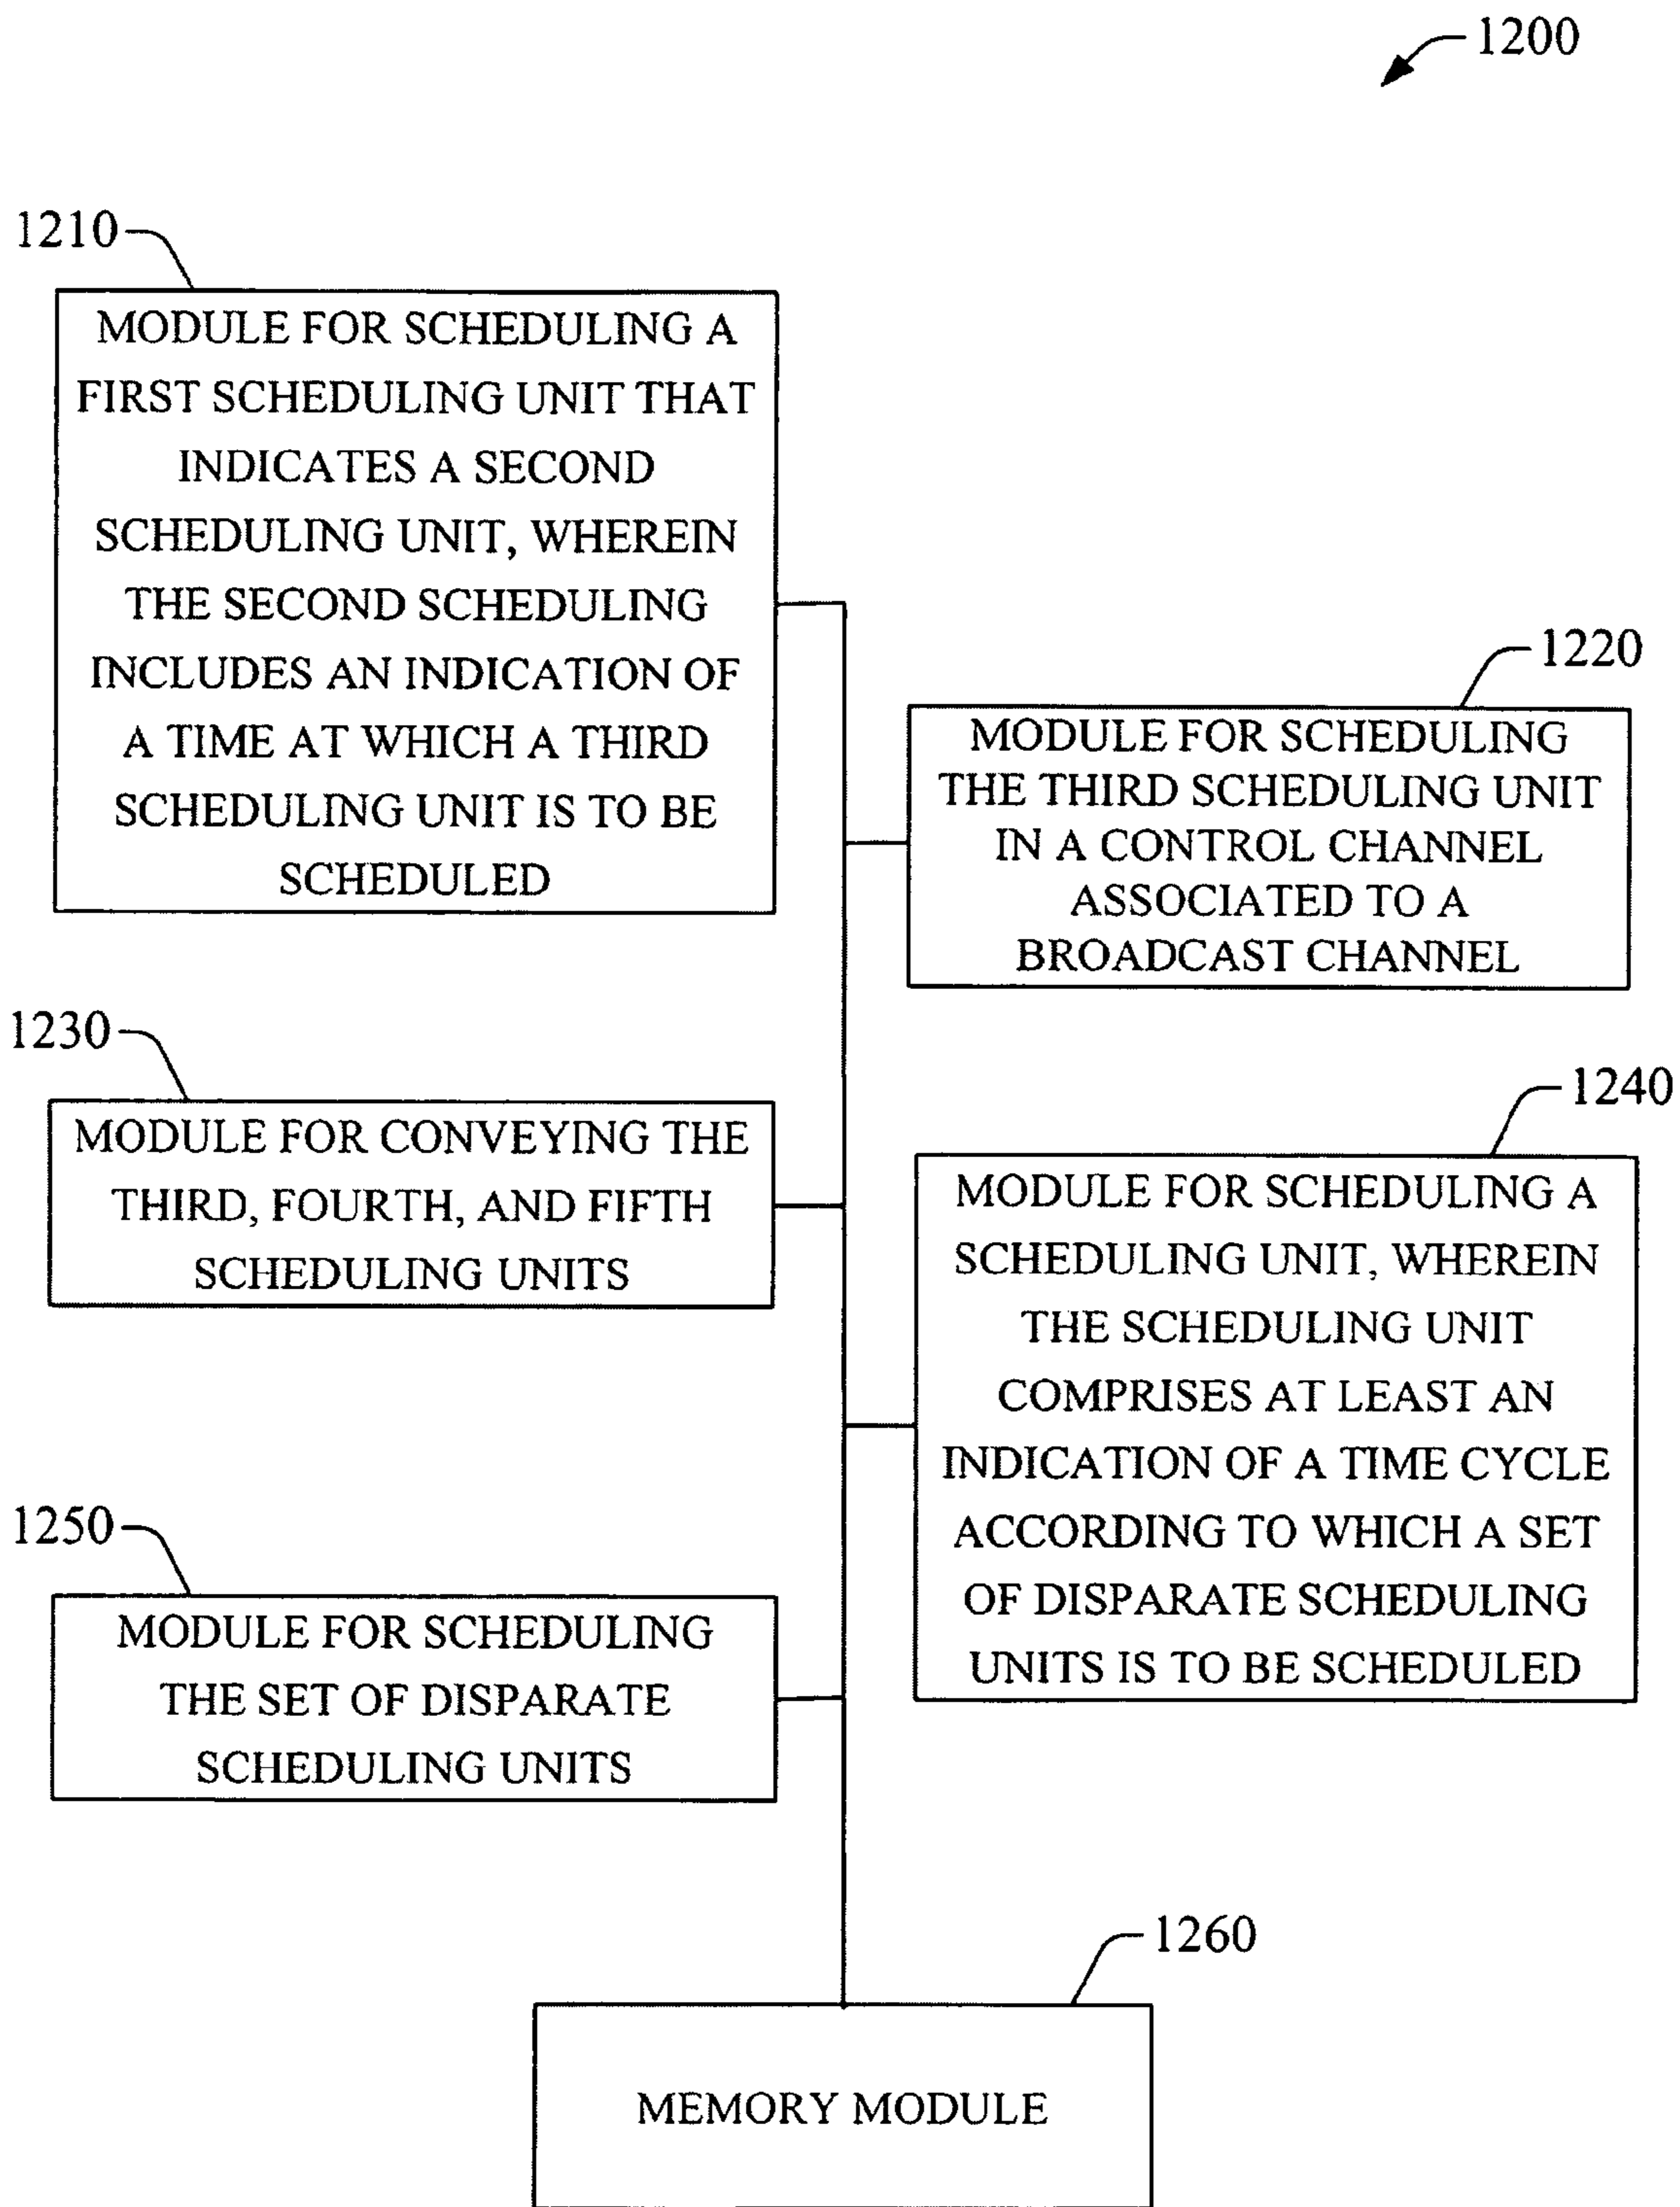 1200
1210
MODULE FOR SCHEDULING A
FIRST SCHEDULING UNIT THAT
INDICATES A SECOND
SCHEDULING UNIT, WHEREIN
THE SECOND SCHEDULING
INCLUDES AN INDICATION OF
A TIME AT WHICH A THIRD
SCHEDULING UNIT IS TO BE
SCHEDULED
1220
MODULE FOR SCHEDULING
THE THIRD SCHEDULING UNIT
IN A CONTROL CHANNEL
ASSOCIATED TO A
BROADCAST CHANNEL
1230
MODULE FOR CONVEYING THE
THIRD, FOURTH, AND FIFTH
SCHEDULING UNITS
1240
MODULE FOR SCHEDULING A
SCHEDULING UNIT, WHEREIN
THE SCHEDULING UNIT
COMPRISES AT LEAST AN
INDICATION OF A TIME CYCLE
ACCORDING TO WHICH A SET
OF DISPARATE SCHEDULING
UNITS IS TO BE SCHEDULED
1250
MODULE FOR SCHEDULING
THE SET OF DISPARATE
SCHEDULING UNITS
1260
MEMORY MODULE